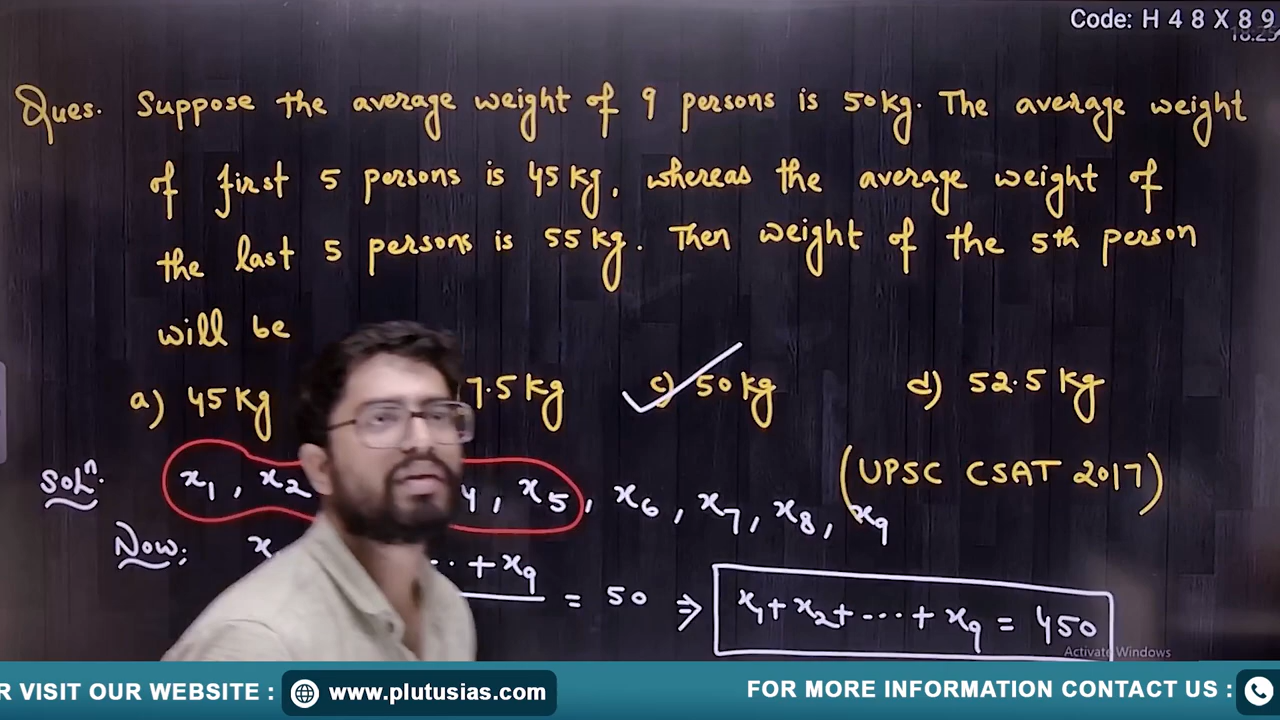 Code: H 4 8 X 8 9
18:25
Ques. Suppose the average weight of 9 persons is 50kg. The average weight
of first 5 persons is 45 kg, whereas the average weight of
the last 5 persons is 55 kg. Then weight of the 5th person
will be
a) 45 kg 7.5 kg c) 50 kg d) 52.5 kg
(UPSC CSAT 2017)
Solⁿ x₁, x₂ 4, x₅, x₆, x₇, x₈, x₉
Now: x ·· + x₉ = 50 ⇒ x₁ + x₂ + ··· + x₉ = 450
Activate Windows
R VISIT OUR WEBSITE : www.plutusias.com FOR MORE INFORMATION CONTACT US :